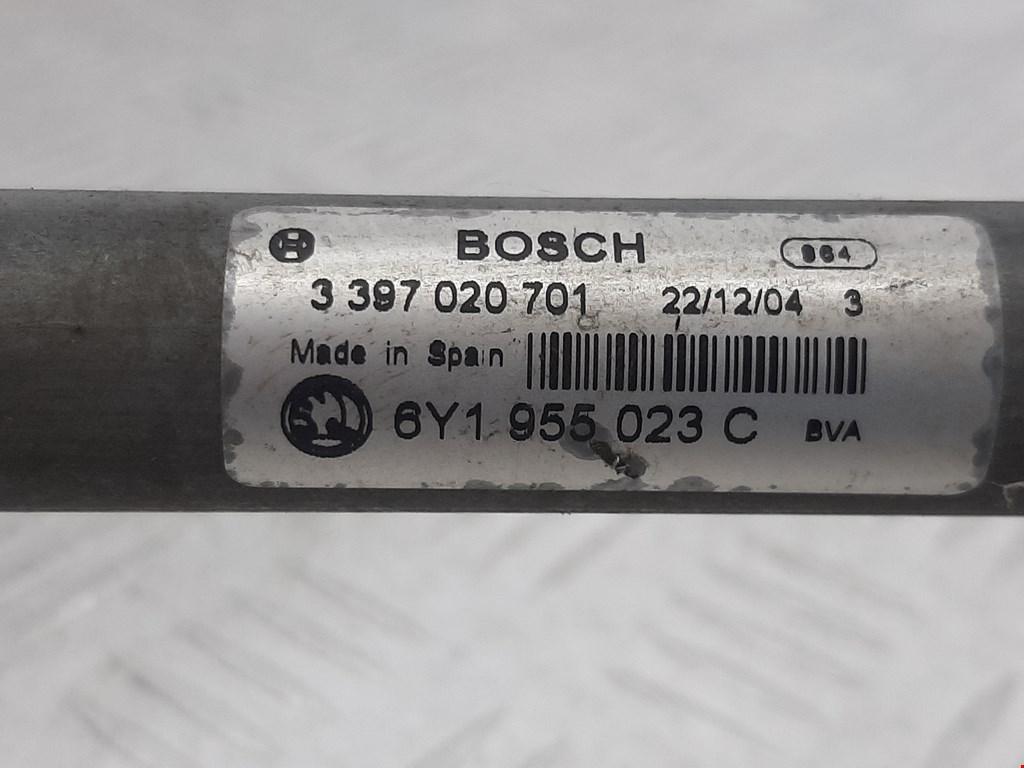 BOSCH 964
3 397 020 701 22/12/04 3
Made in Spain
6Y1 955 023 C BVA